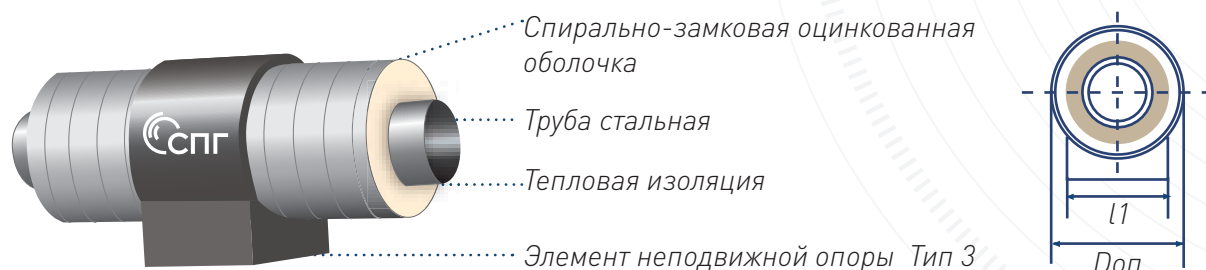 Спирально-замковая оцинкованная
оболочка
Труба стальная
СПГ
Тепловая изоляция
l1
Элемент неподвижной опоры Тип 3
Dоп